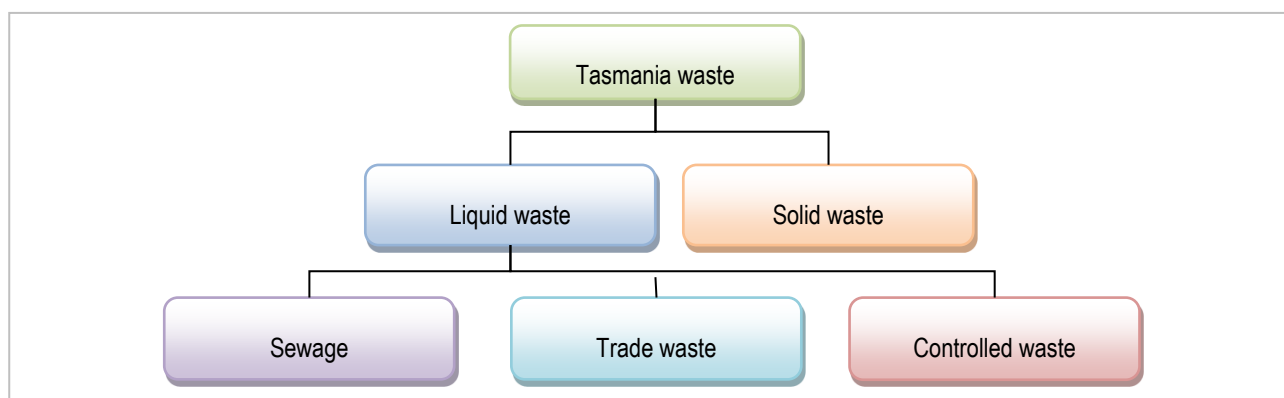 Tasmania waste
Liquid waste
Solid waste
Sewage
Trade waste
Controlled waste